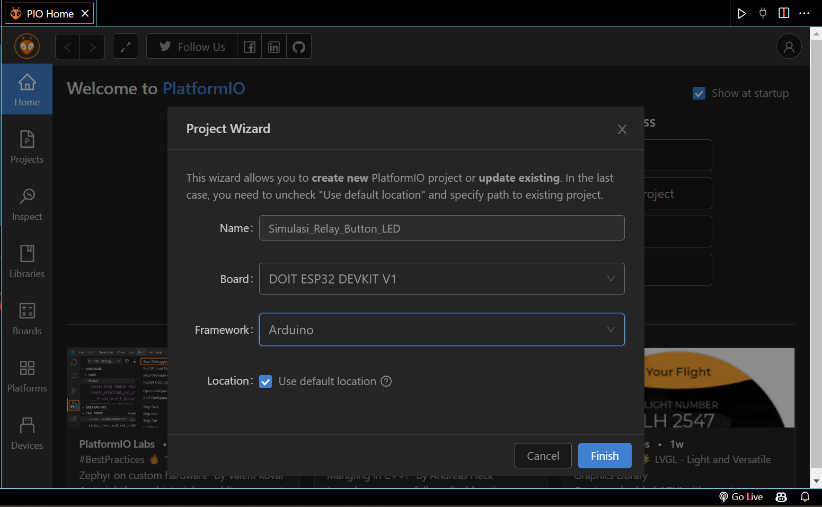 PIO Home
Follow Us
Home
Projects
Inspect
Libraries
Boards
Platforms
Devices
Welcome to PlatformIO
Show at startup
ss
roject
Project Wizard
This wizard allows you to create new PlatformIO project or update existing. In the last
case, you need to uncheck "Use default location" and specify path to existing project.
Name: Simulasi_Relay_Button_LED
Board: DOIT ESP32 DEVKIT V1
Framework: Arduino
Location: Use default location
Cancel
Finish
PlatformIO Labs
#BestPractices
Zephyr on custom hardware" by Valerii Koval
Mangling in C++?" by Andreas Fleck
Your Flight
LIGHT NUMBER
LH 2547
s • 1w
LVGL - Light and Versatile
Graphics Library
Go Live